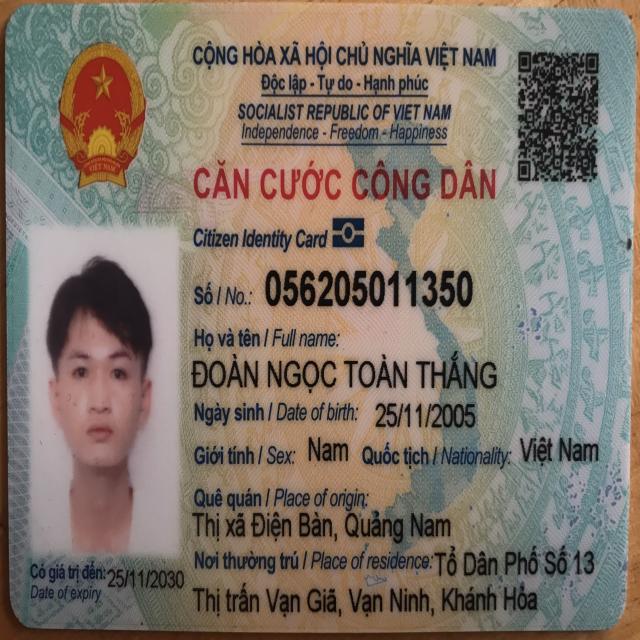 CỘNG HÒA XÃ HỘI CHỦ NGHĨA VIỆT NAM
Độc lập - Tự do - Hạnh phúc
SOCIALIST REPUBLIC OF VIET NAM
Independence - Freedom - Happiness
VIỆT NAM
CĂN CƯỚC CÔNG DÂN
Citizen Identity Card
Số / No.: 056205011350
Họ và tên / Full name:
ĐOÀN NGỌC TOÀN THẮNG
Ngày sinh / Date of birth: 25/11/2005
Giới tính / Sex: Nam Quốc tịch / Nationality: Việt Nam
Quê quán / Place of origin:
Thị xã Điện Bàn, Quảng Nam
Nơi thường trú / Place of residence: Tổ Dân Phố Số 13
Thị trấn Vạn Giã, Vạn Ninh, Khánh Hòa
Có giá trị đến: 25/11/2030
Date of expiry